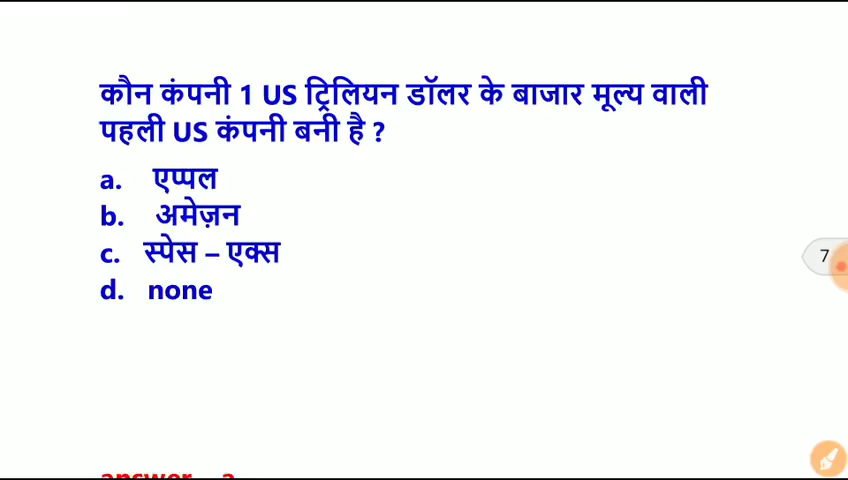 कौन कंपनी 1 US ट्रिलियन डॉलर के बाजार मूल्य वाली
पहली US कंपनी बनी है ?
a. एप्पल
b. अमेज़न
c. स्पेस – एक्स
d. none
7
answer a